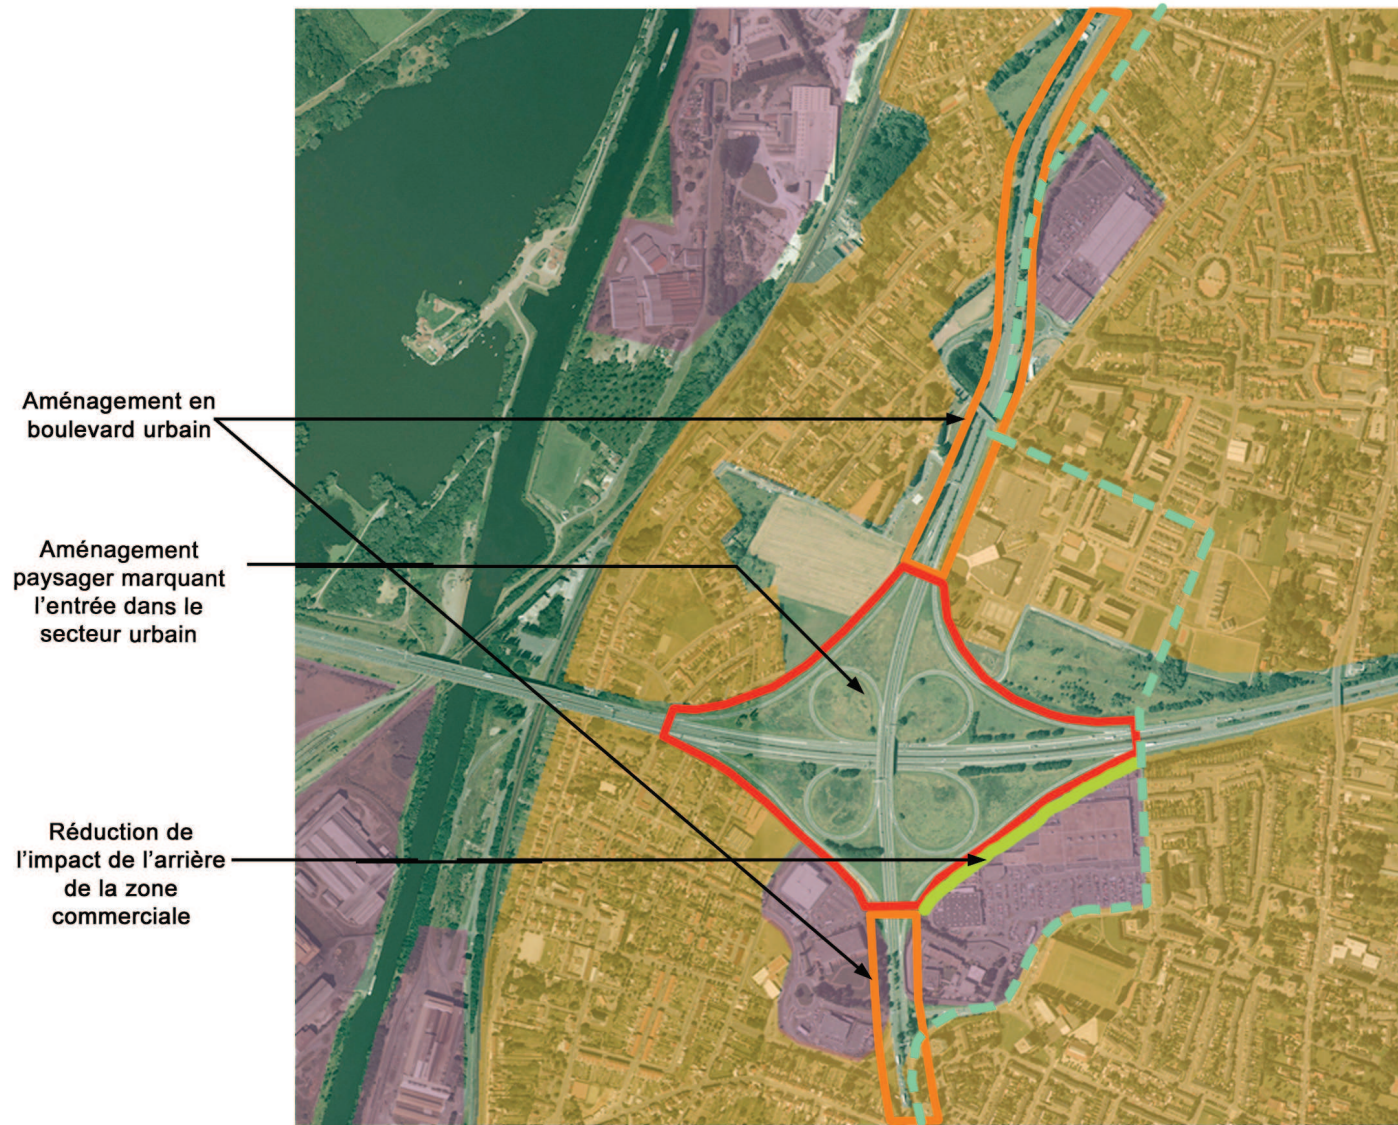 Aménagement en
boulevard urbain
Aménagement
paysager marquant
l'entrée dans le
secteur urbain
Réduction de
l'impact de l'arrière
de la zone
commerciale